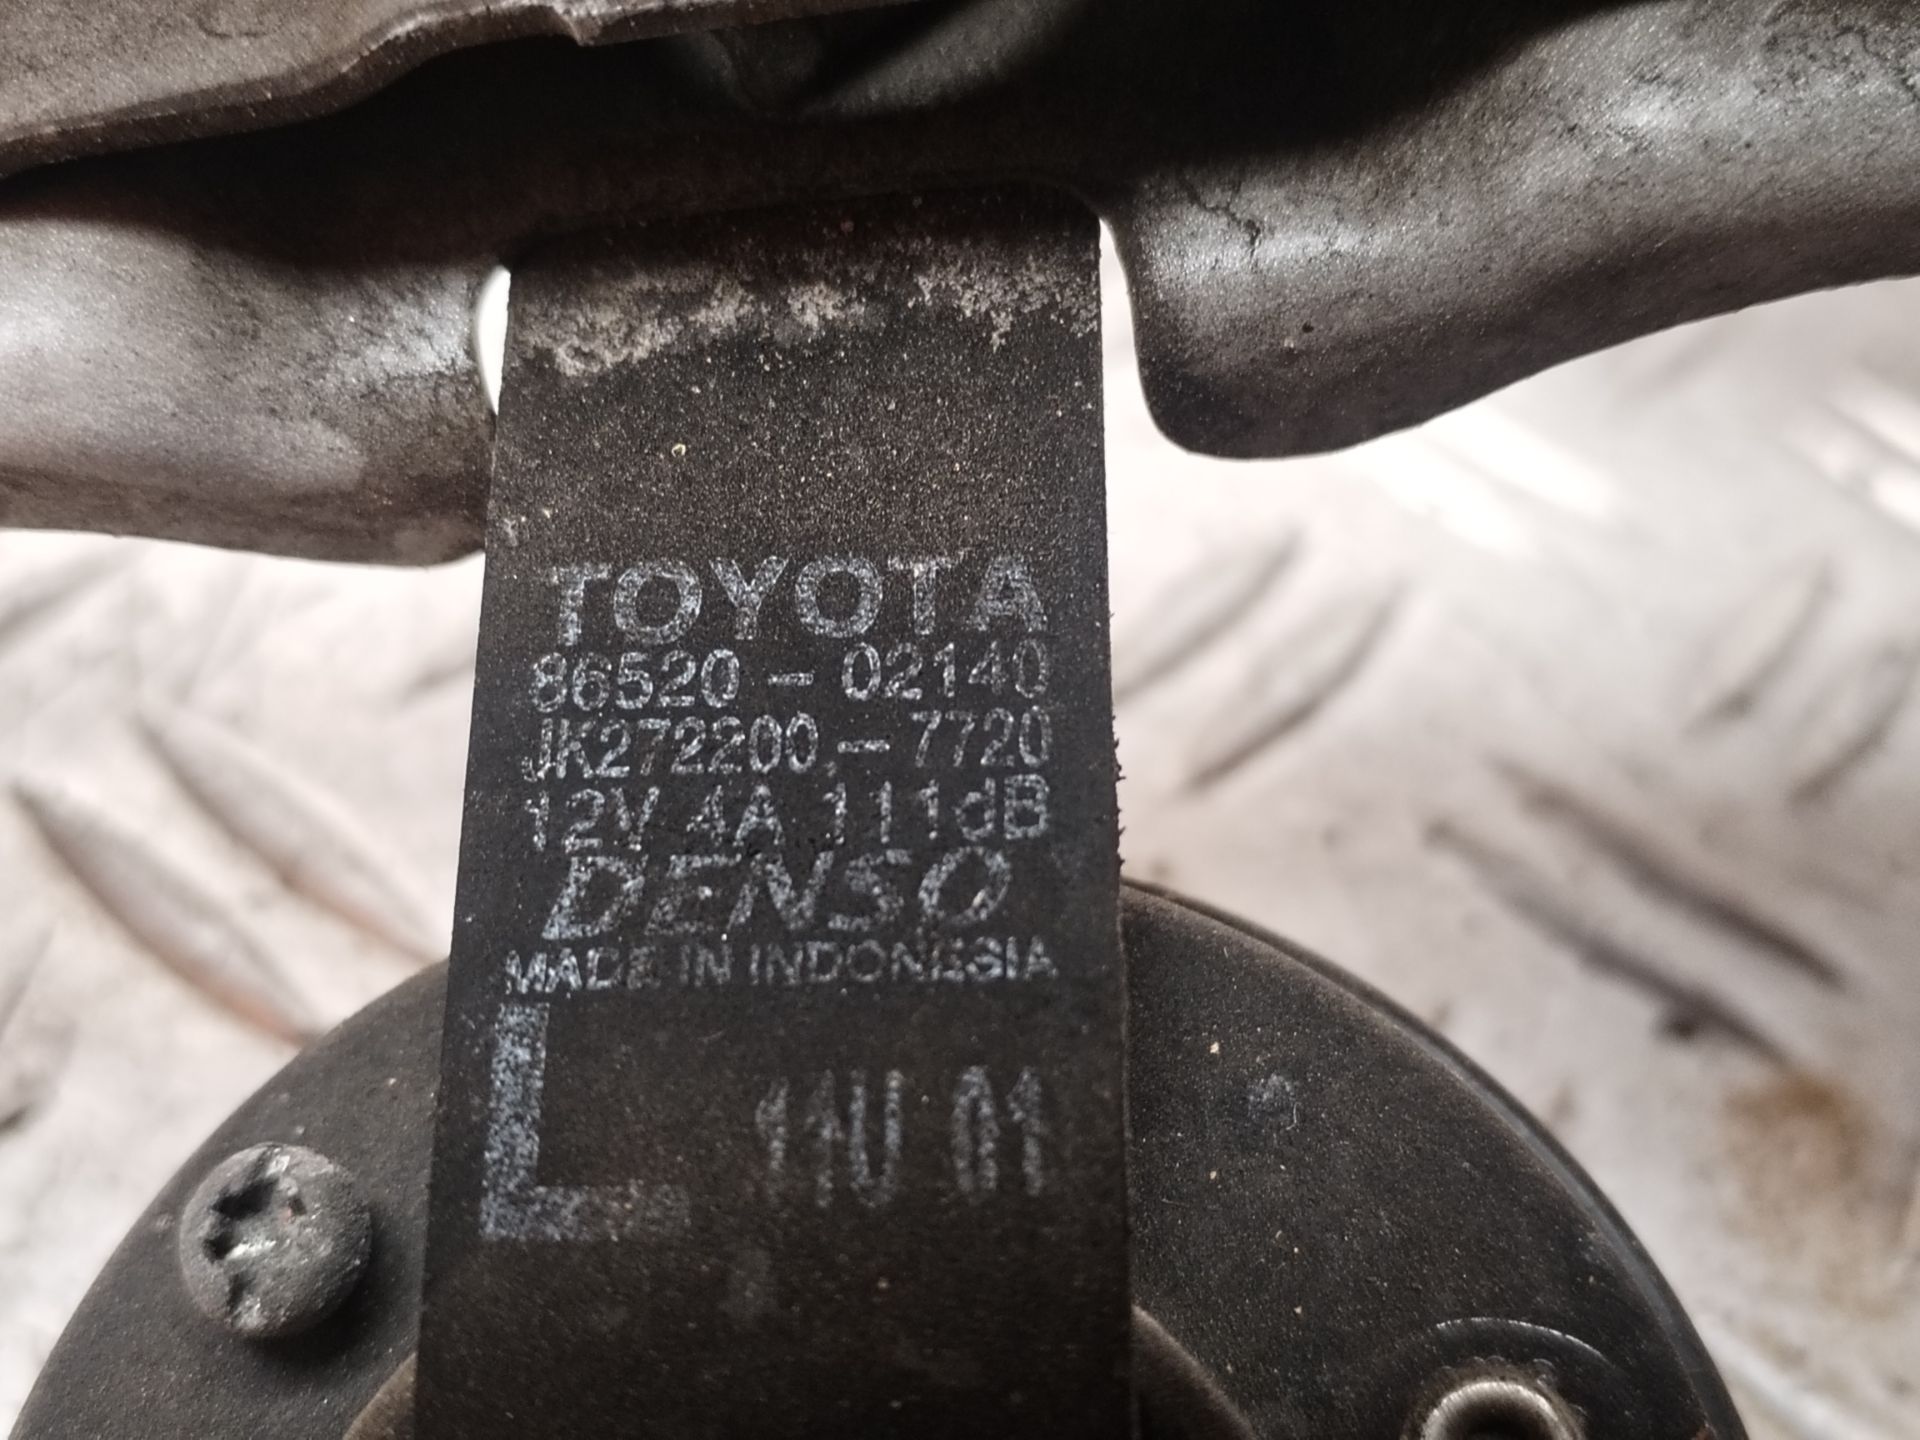 TOYOTA
86520-02140
JK272200-7720
12V 4A 111dB
DENSO
MADE IN INDONESIA
L 11U 01